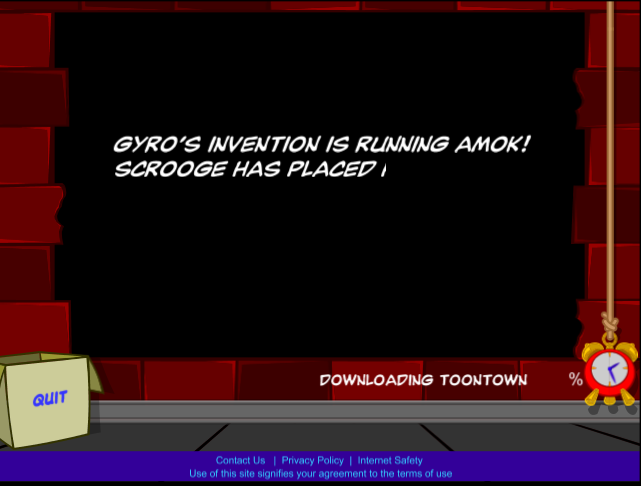 GYRO'S INVENTION IS RUNNING AMOK!
SCROOGE HAS PLACED
DOWNLOADING TOONTOWN %
QUIT
Contact Us | Privacy Policy | Internet Safety
Use of this site signifies your agreement to the terms of use